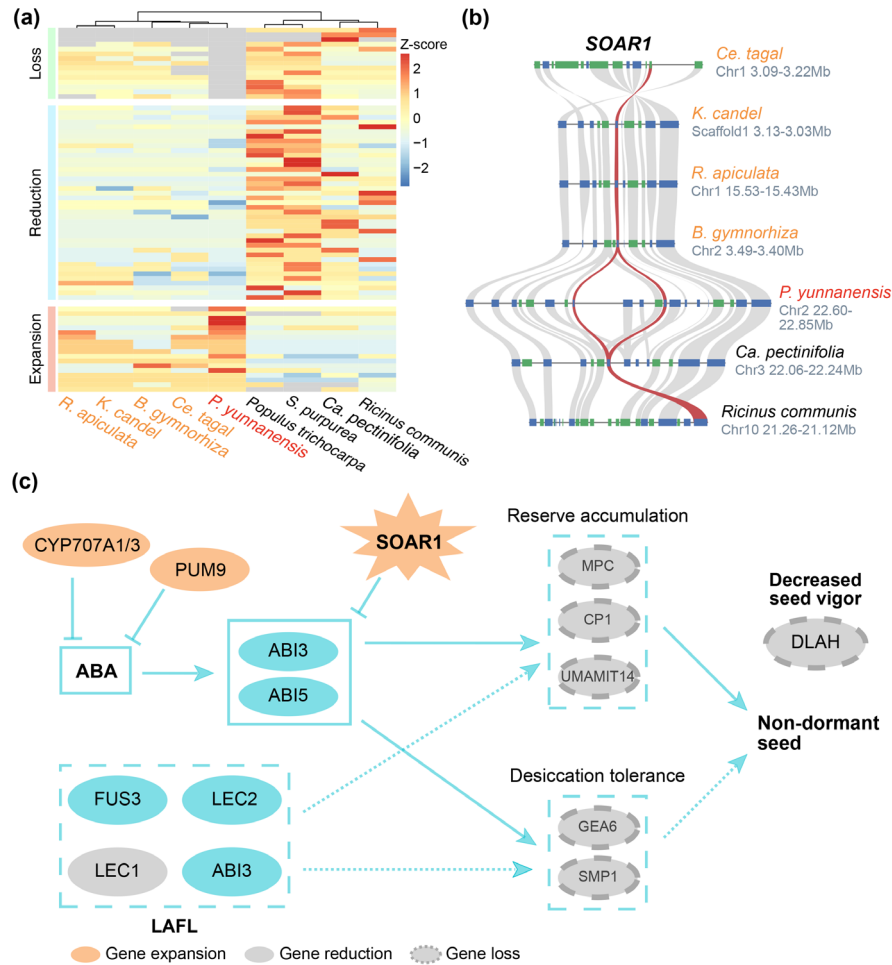 (a)
Z-score
2
1
0
−1
−2
Loss
Reduction
Expansion
R. apiculata
K. candel
B. gymnorhiza
Ce. tagal
P. yunnanensis
Populus trichocarpa
S. purpurea
Ca. pectinifolia
Ricinus communis
(b)
SOAR1
Ce. tagal
Chr1 3.09-3.22Mb
K. candel
Scaffold1 3.13-3.03Mb
R. apiculata
Chr1 15.53-15.43Mb
B. gymnorhiza
Chr2 3.49-3.40Mb
P. yunnanensis
Chr2 22.60-
22.85Mb
Ca. pectinifolia
Chr3 22.06-22.24Mb
Ricinus communis
Chr10 21.26-21.12Mb
(c)
CYP707A1/3
PUM9
SOAR1
ABA
ABI3
ABI5
Reserve accumulation
MPC
CP1
UMAMIT14
Decreased
seed vigor
DLAH
Non-dormant
seed
FUS3
LEC2
LEC1
ABI3
LAFL
Desiccation tolerance
GEA6
SMP1
Gene expansion
Gene reduction
Gene loss